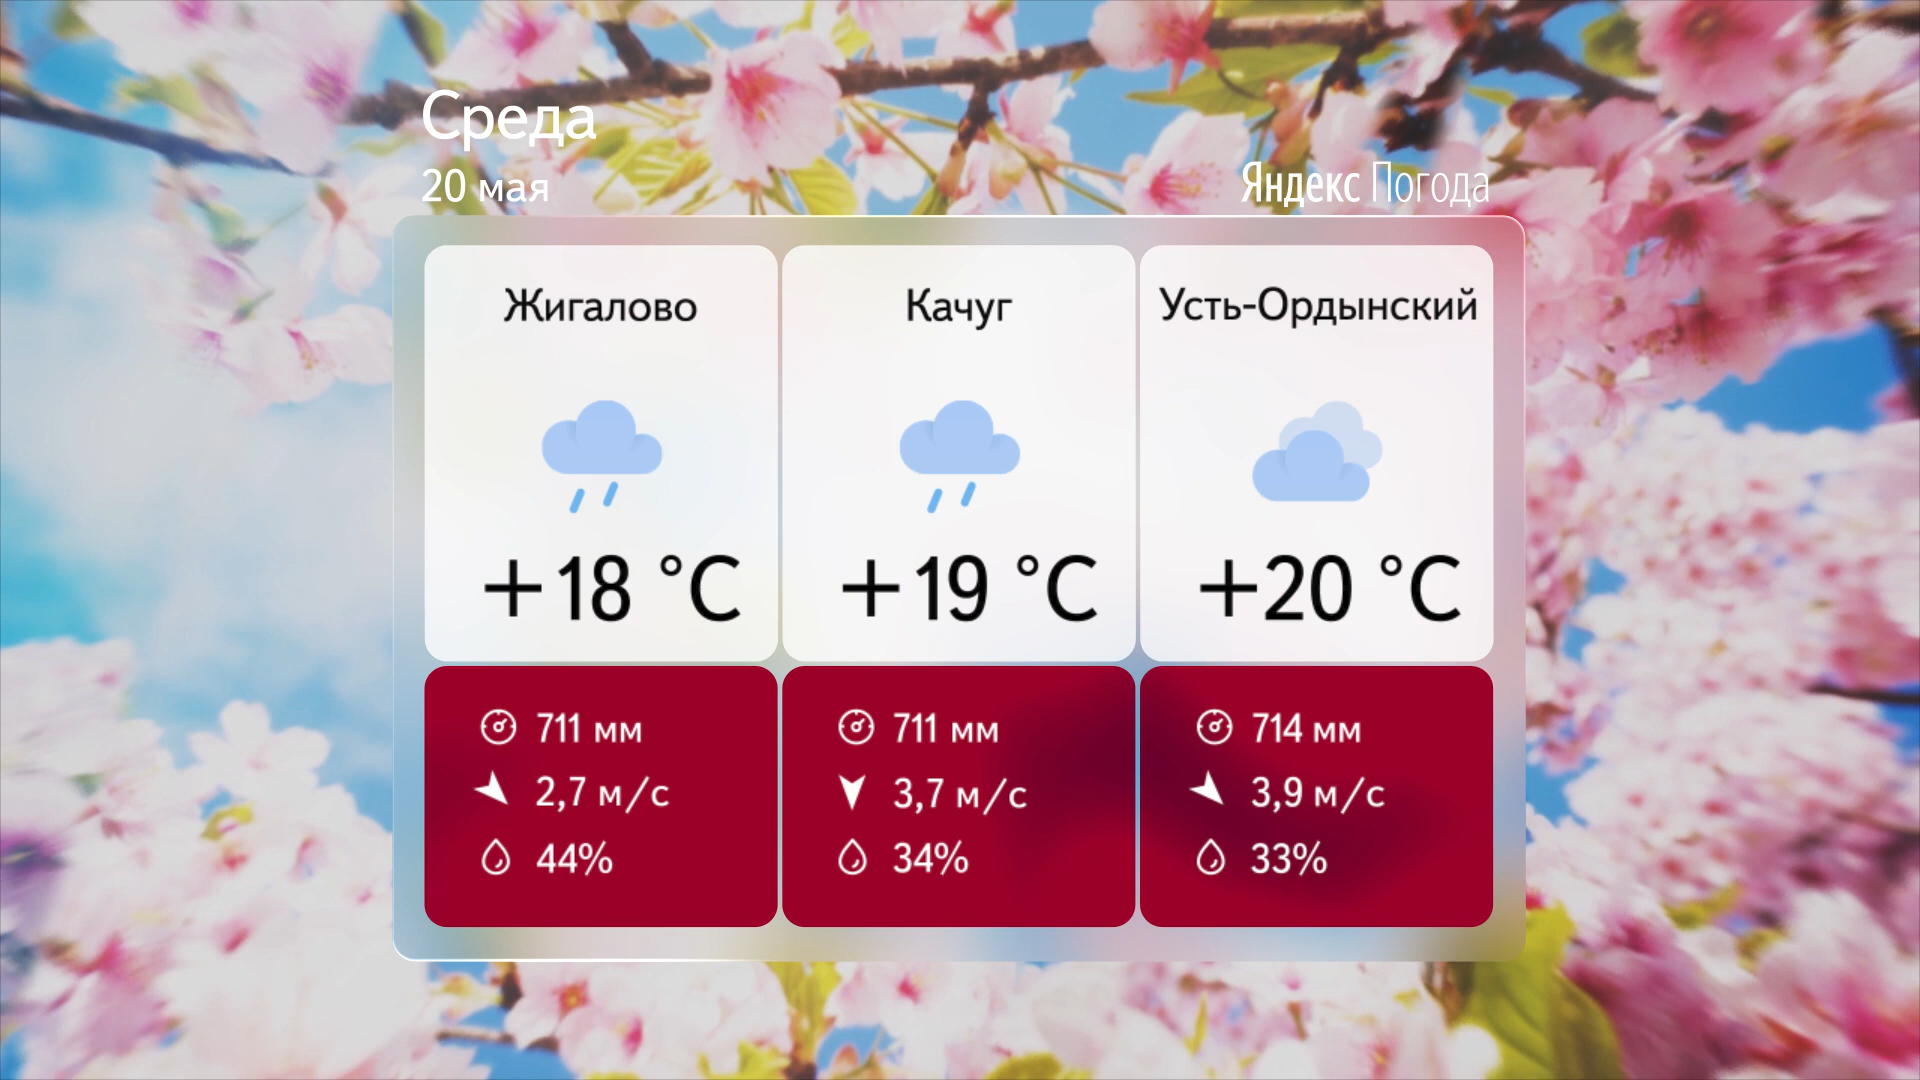 Среда
20 мая
Яндекс Погода
Жигалово
+18 °C
711 мм
2,7 м/с
44%
Качуг
+19 °C
711 мм
3,7 м/с
34%
Усть-Ордынский
+20 °C
714 мм
3,9 м/с
33%